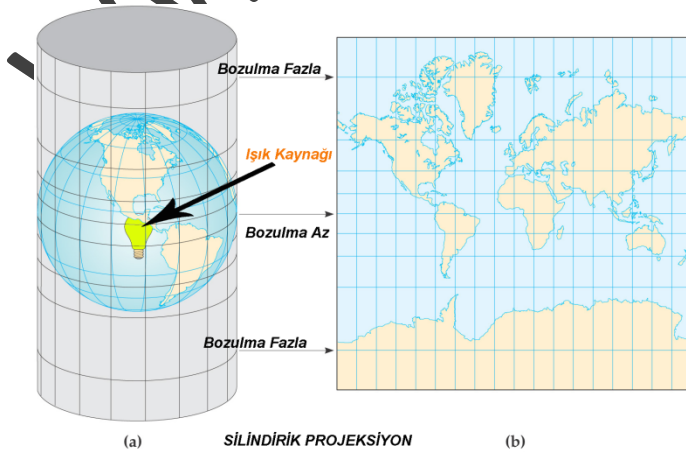 Bozulma Fazla
Işık Kaynağı
Bozulma Az
Bozulma Fazla
(a) SİLİNDİRİK PROJEKSİYON (b)